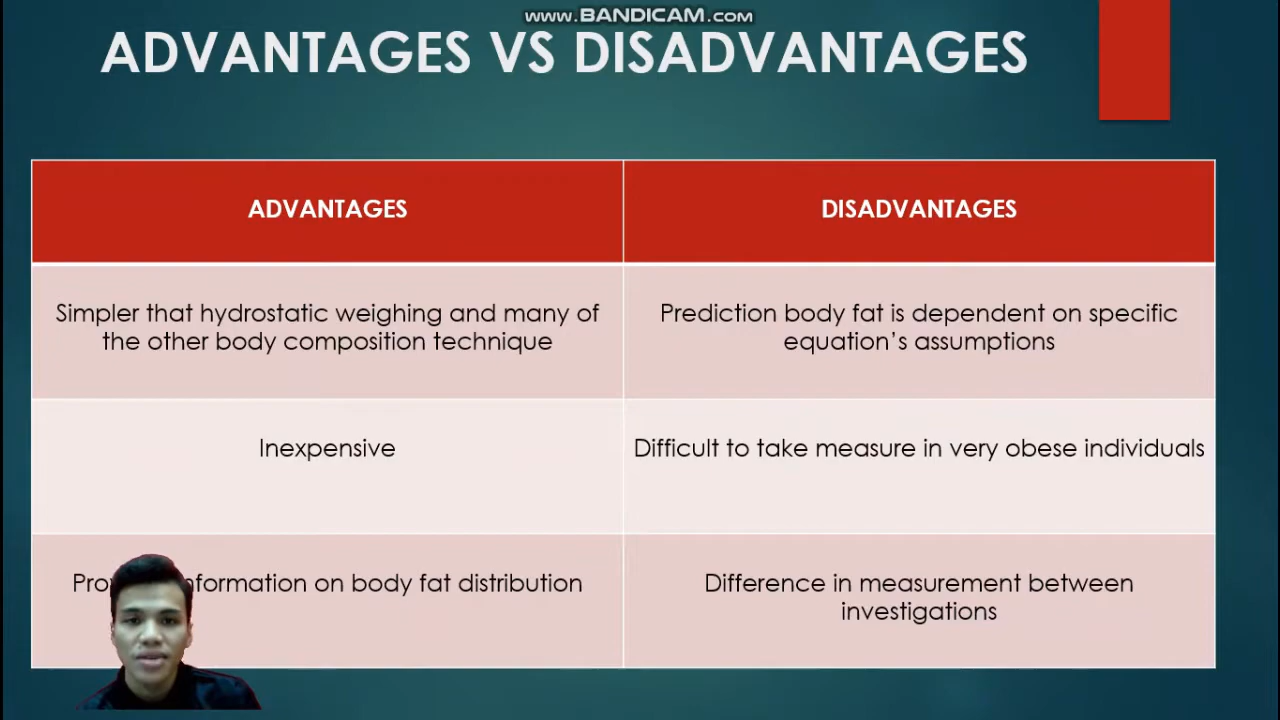 www.BANDICAM.com
ADVANTAGES VS DISADVANTAGES
ADVANTAGES
DISADVANTAGES
Simpler that hydrostatic weighing and many of
the other body composition technique
Prediction body fat is dependent on specific
equation's assumptions
Inexpensive
Difficult to take measure in very obese individuals
information on body fat distribution
Difference in measurement between
investigations